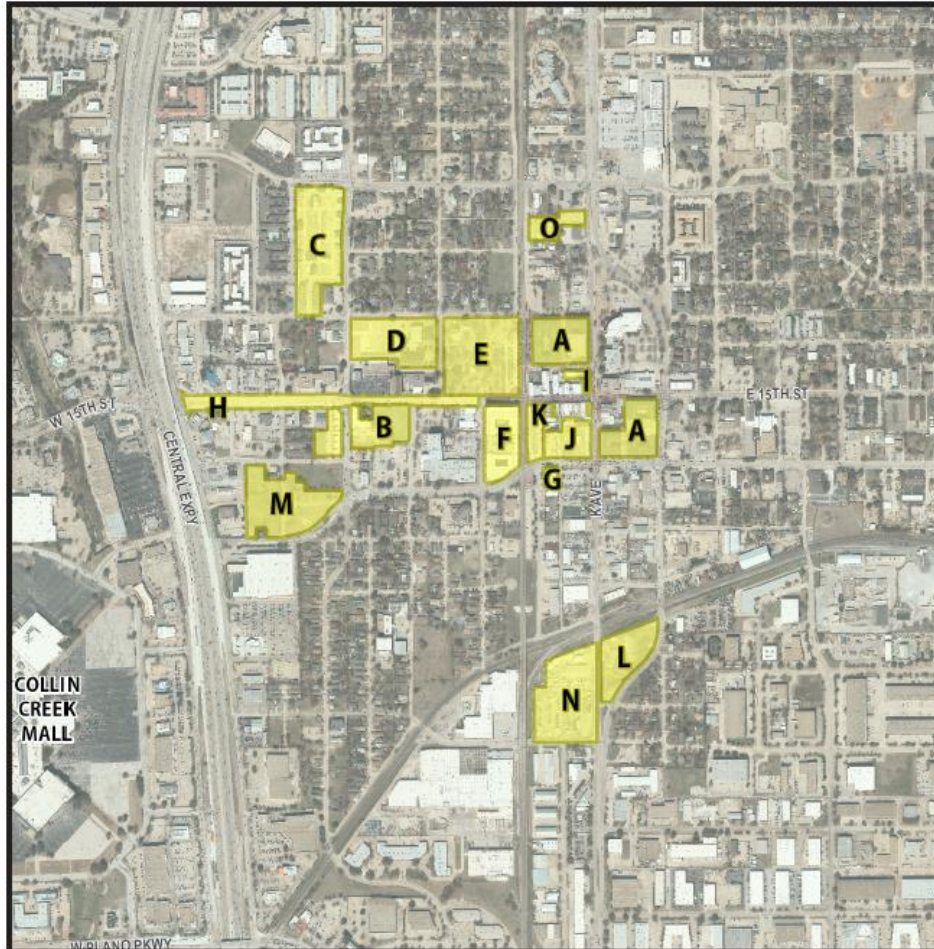 C
O
D
E
A
I
H
W 15TH ST
E 15TH ST
B
F
K
J
A
G
M
CENTRAL EXPY
K AVE
L
N
COLLIN
CREEK
MALL
W PLANO PKWY